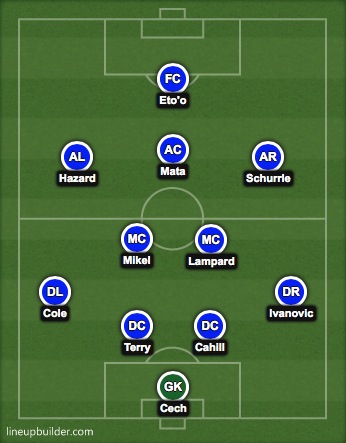 FC
Eto'o
AL
AC
AR
Hazard
Mata
Schurrle
MC
MC
Mikel
Lampard
DL
DR
Cole
Ivanovic
DC
DC
Terry
Cahill
GK
Cech
lineupbuilder.com